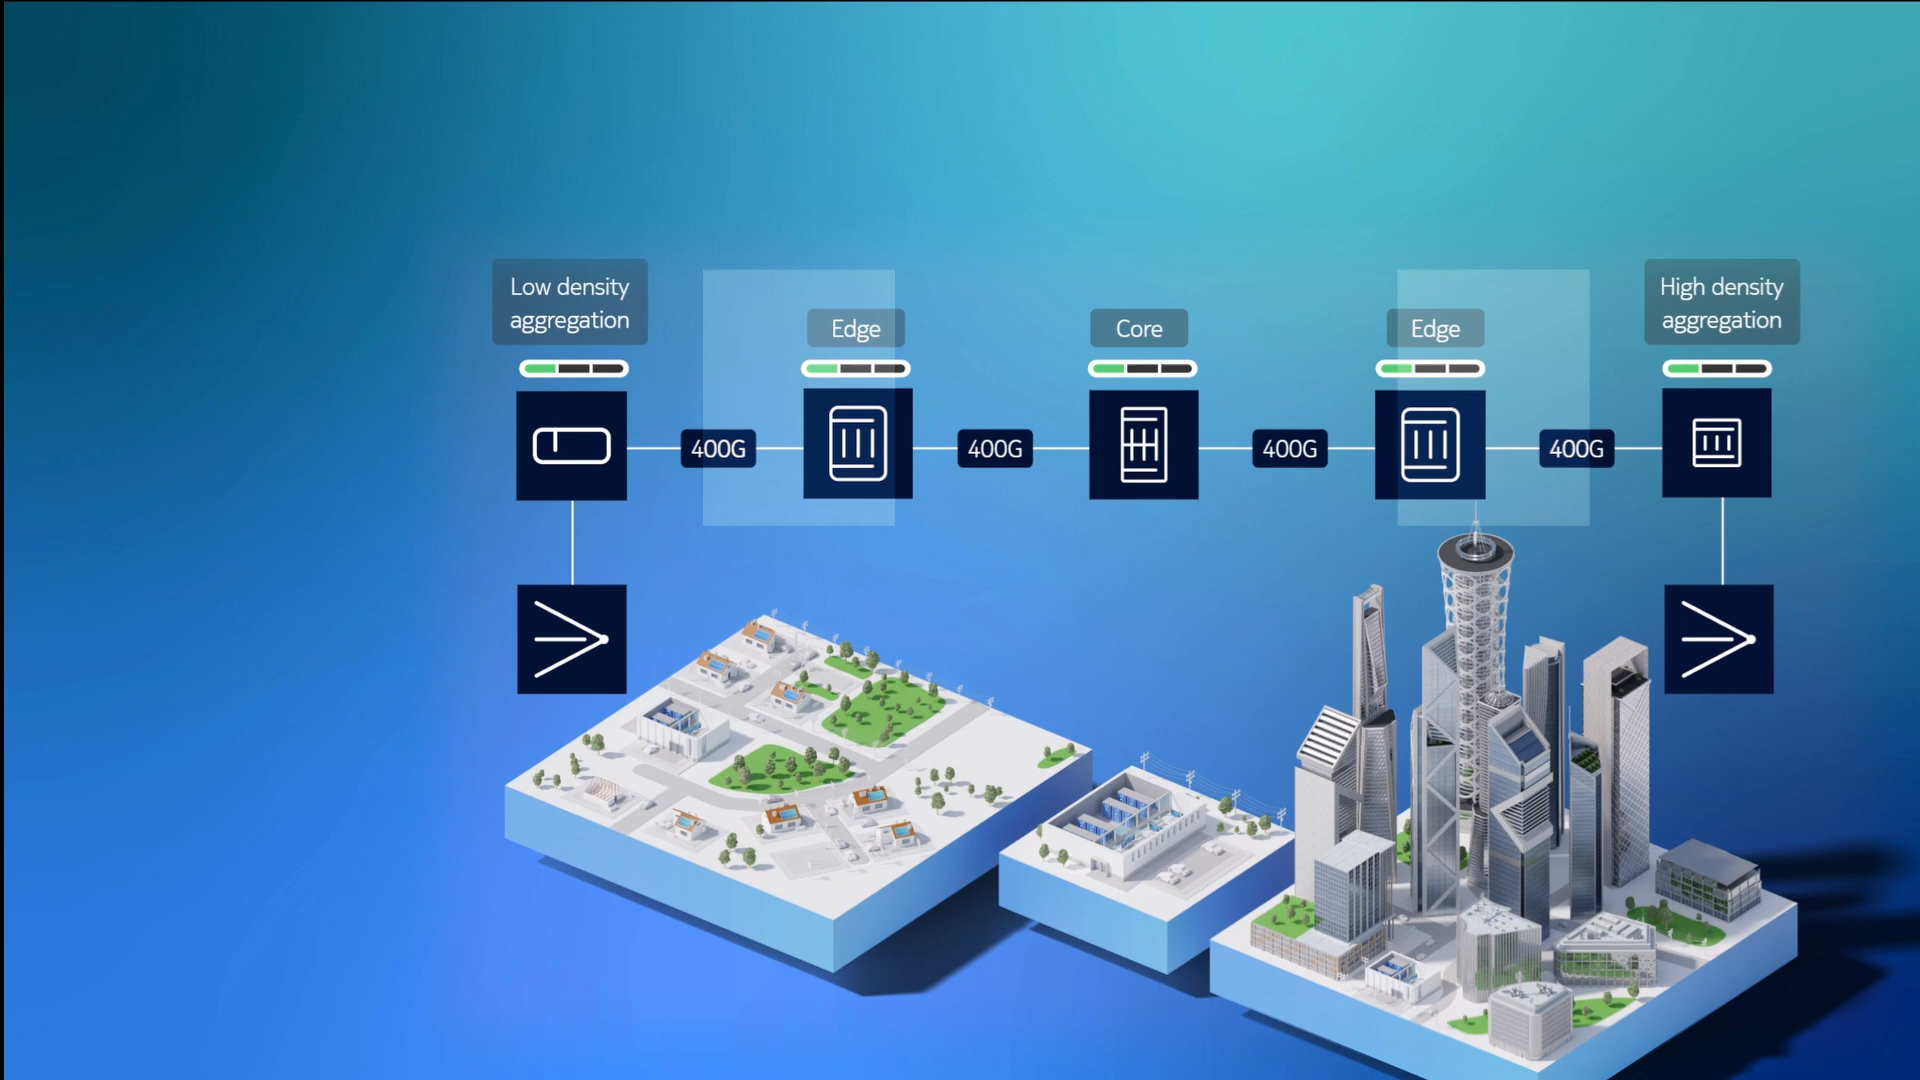 Low density
aggregation
Edge
Core
Edge
High density
aggregation
400G
400G
400G
400G